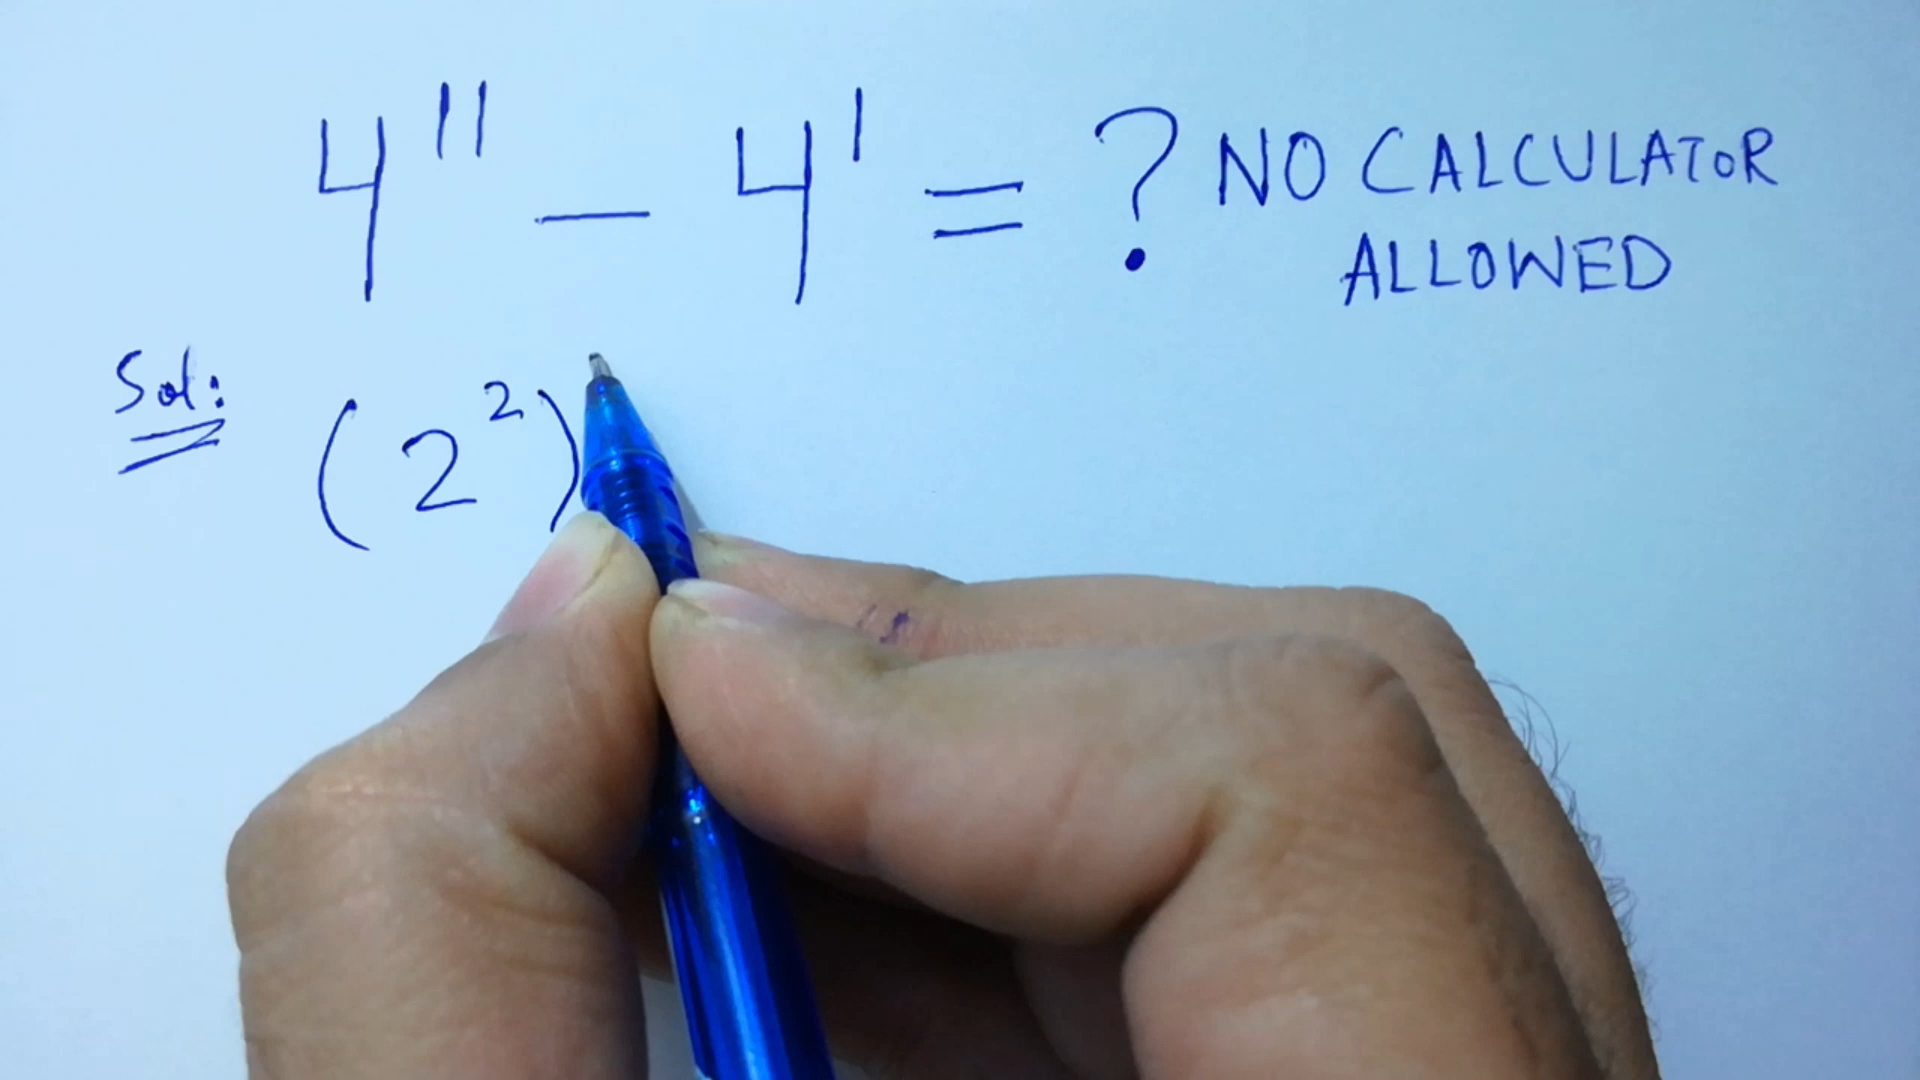 4¹¹ − 4¹ = ? NO CALCULATOR
ALLOWED
Sol: (2²)